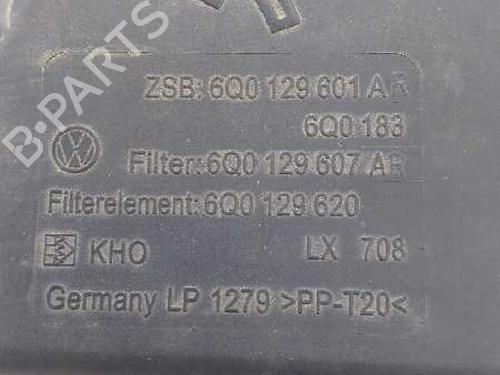 B-PARTS
ZSB: 6Q0 129 601 AR
6Q0 183
Filter: 6Q0 129 607 AR
Filterelement: 6Q0 129 620
KHO LX 708
Germany LP 1279 >PP-T20<